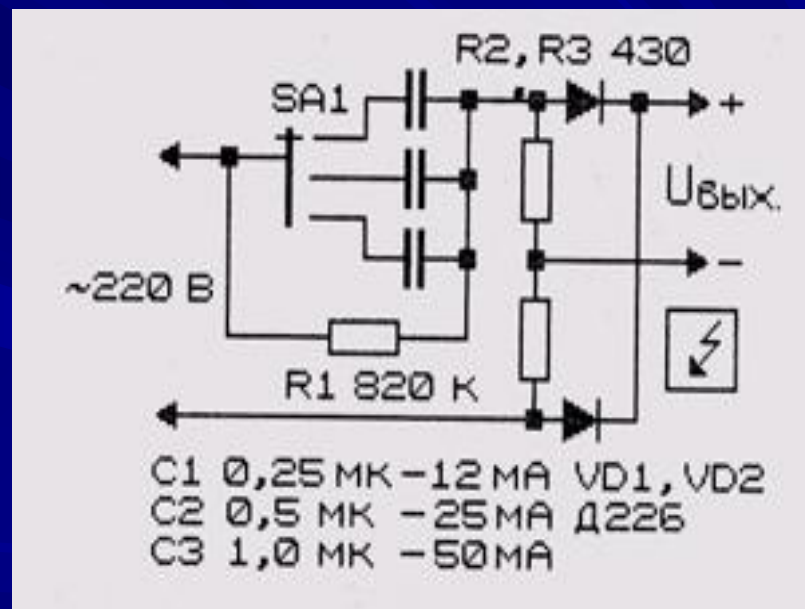 R2, R3 430
SA1
+
Uвых.
–
~220 В
R1 820 К
C1 0,25 МК –12 МА VD1, VD2
C2 0,5 МК –25 МА Д226
C3 1,0 МК –50 МА